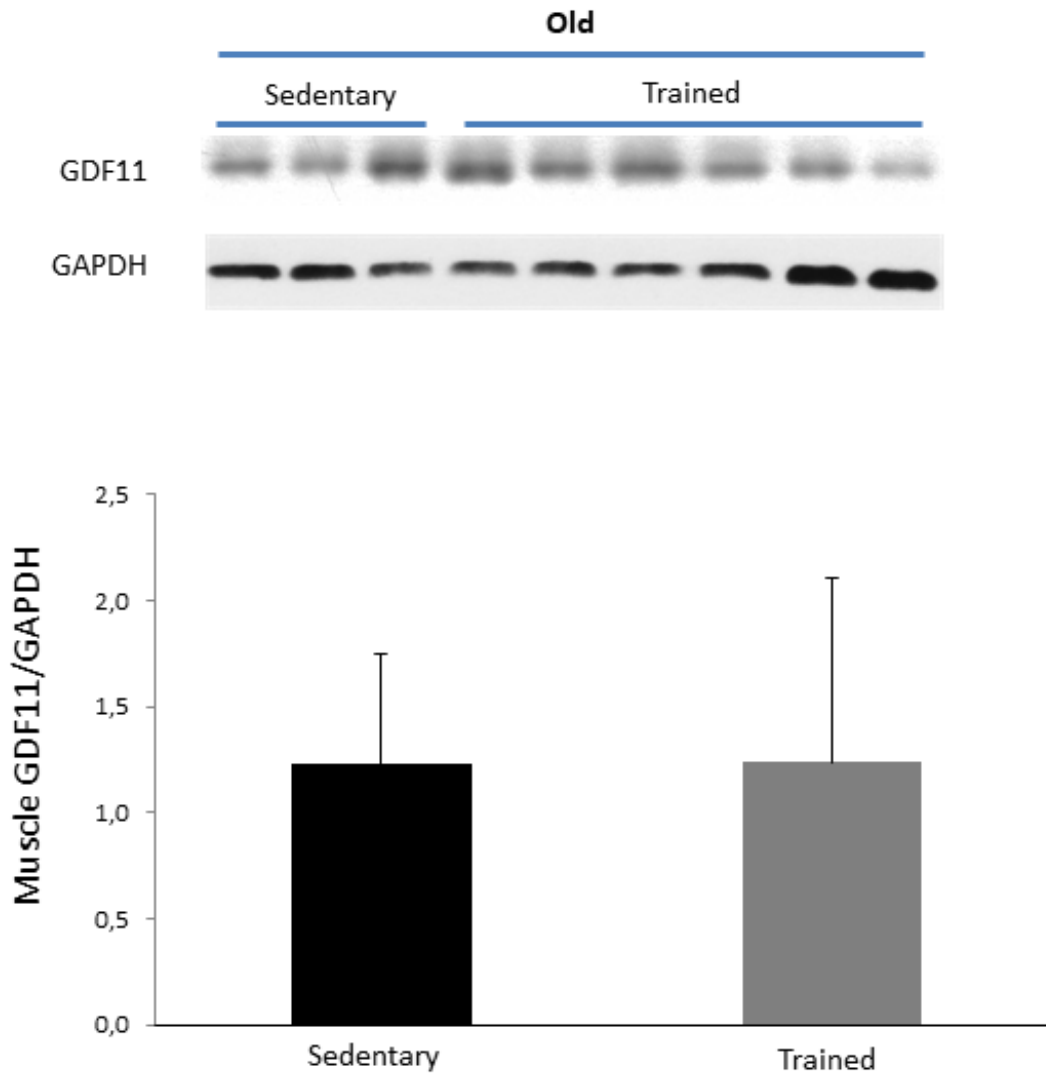 Old
Sedentary Trained
GDF11
GAPDH
Muscle GDF11/GAPDH
2,5
2,0
1,5
1,0
0,5
0,0
Sedentary Trained